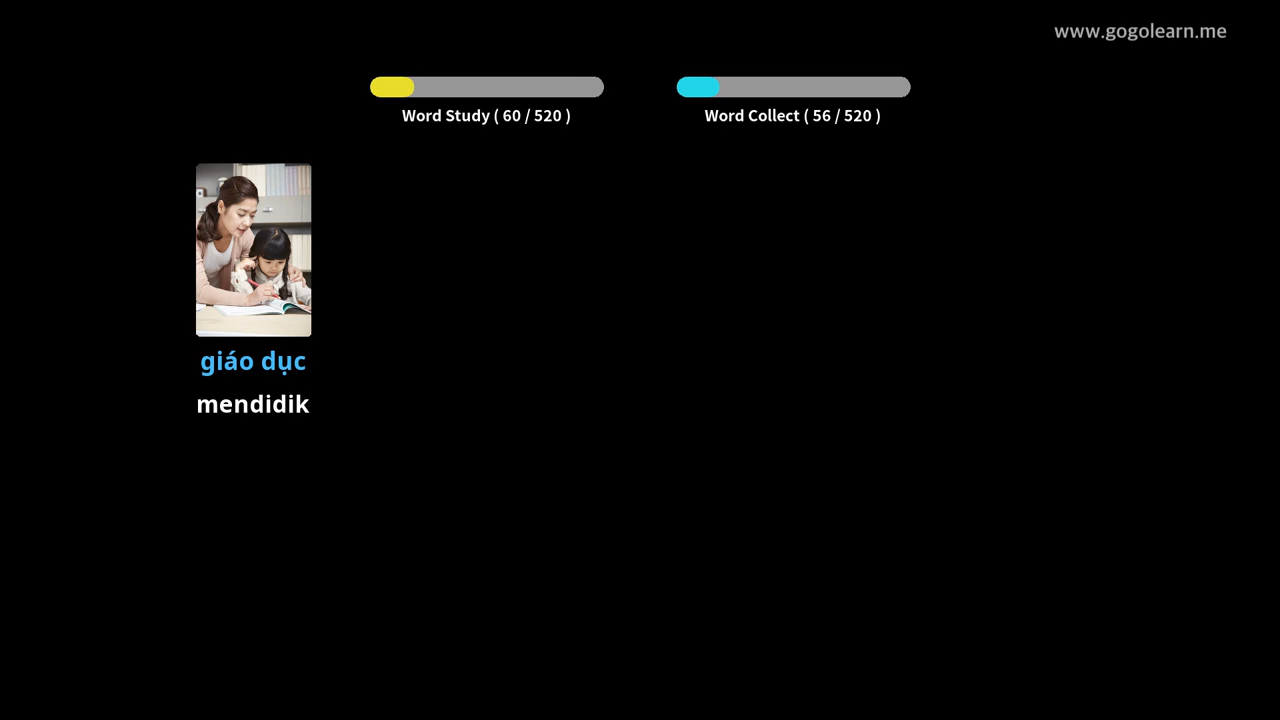 www.gogolearn.me
Word Study ( 60 / 520 )
Word Collect ( 56 / 520 )
giáo dục
mendidik